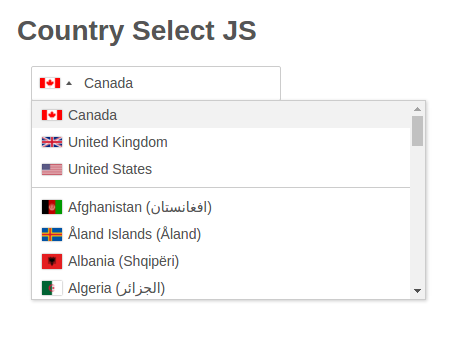 Country Select JS
Canada
Canada
United Kingdom
United States
Afghanistan (افغانستان)
Åland Islands (Åland)
Albania (Shqipëri)
Algeria (الجزائر)